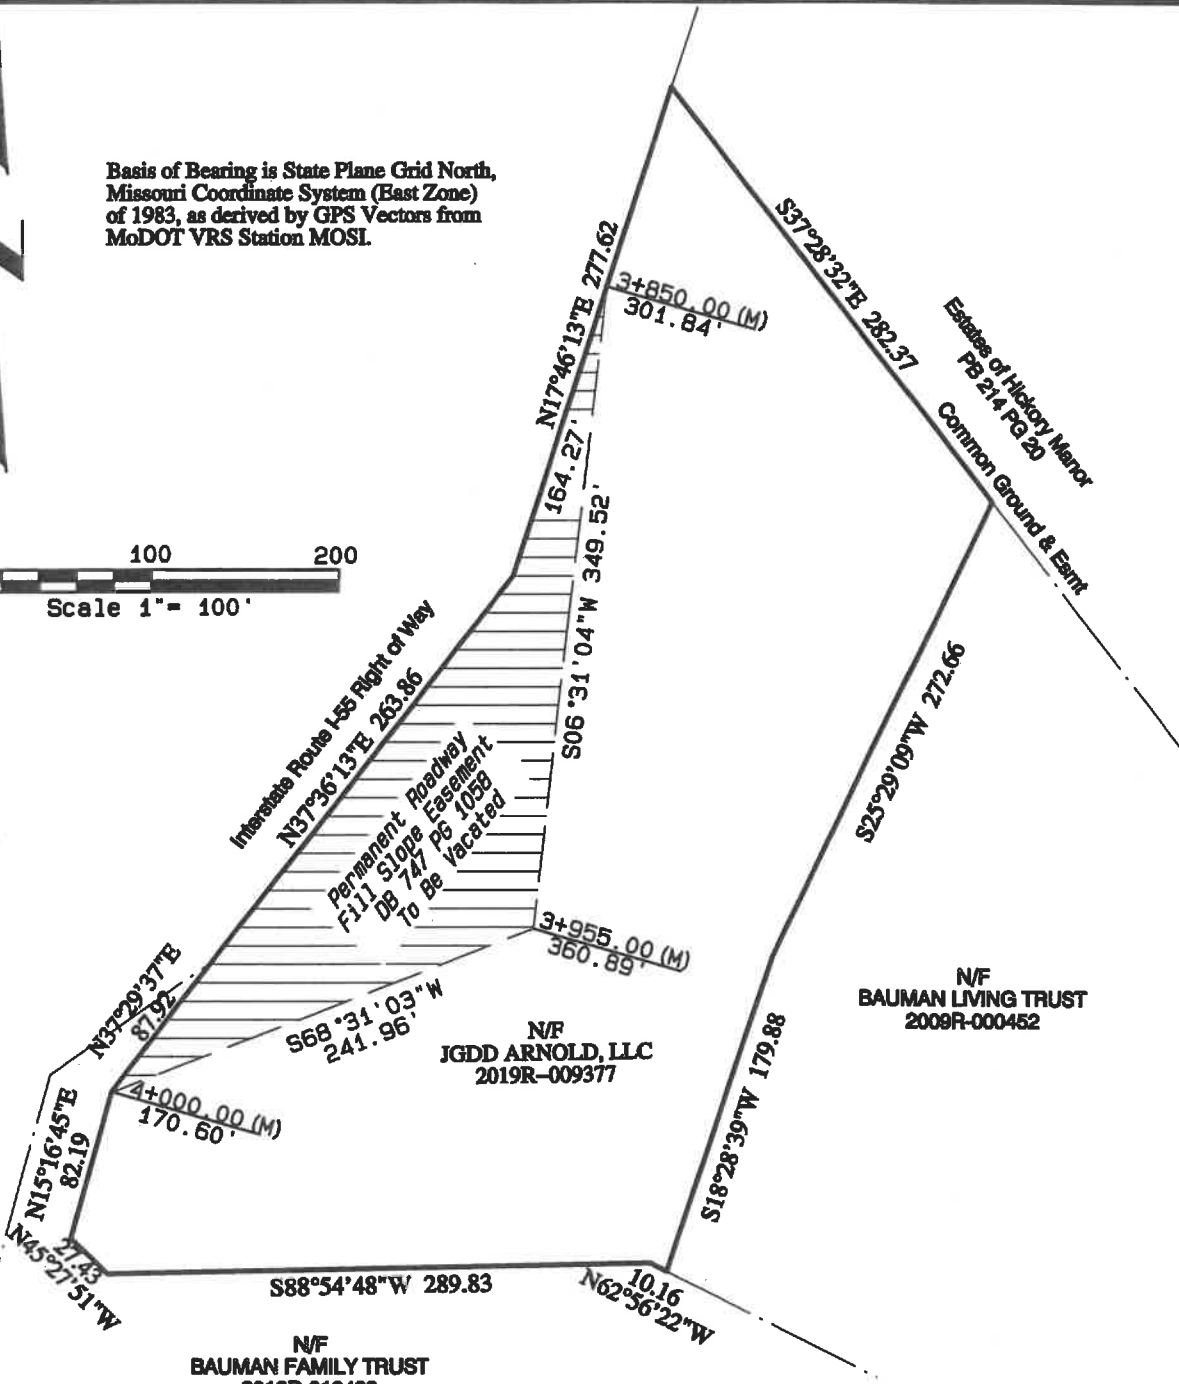 Basis of Bearing is State Plane Grid North,
Missouri Coordinate System (East Zone)
of 1983, as derived by GPS Vectors from
MoDOT VRS Station MOSI.
N17°46'13"E 277.62
S37°28'32"E 282.37
3+850.00 (M)
301.84'
Estates of Hickory Manor
PB 214 PG 20
Common Ground & Esmt
164.27'
S06°31'04"W 349.52'
100 200
Scale 1"= 100'
Interstate Route I-55 Right of Way
N37°36'13"E 263.86
S25°29'09"W 272.66
Permanent Roadway
Fill Slope Easement
DB 747 PG 1058
To Be Vacated
3+955.00 (M)
360.89'
N37°29'37"E
87.92
S68°31'03"W
241.96'
N/F
JGDD ARNOLD, LLC
2019R-009377
N/F
BAUMAN LIVING TRUST
2009R-000452
4+000.00 (M)
170.60'
N15°16'45"E
82.19
S18°28'39"W 179.88
27.43
N45°27'51"W
S88°54'48"W 289.83
10.16
N62°56'22"W
N/F
BAUMAN FAMILY TRUST